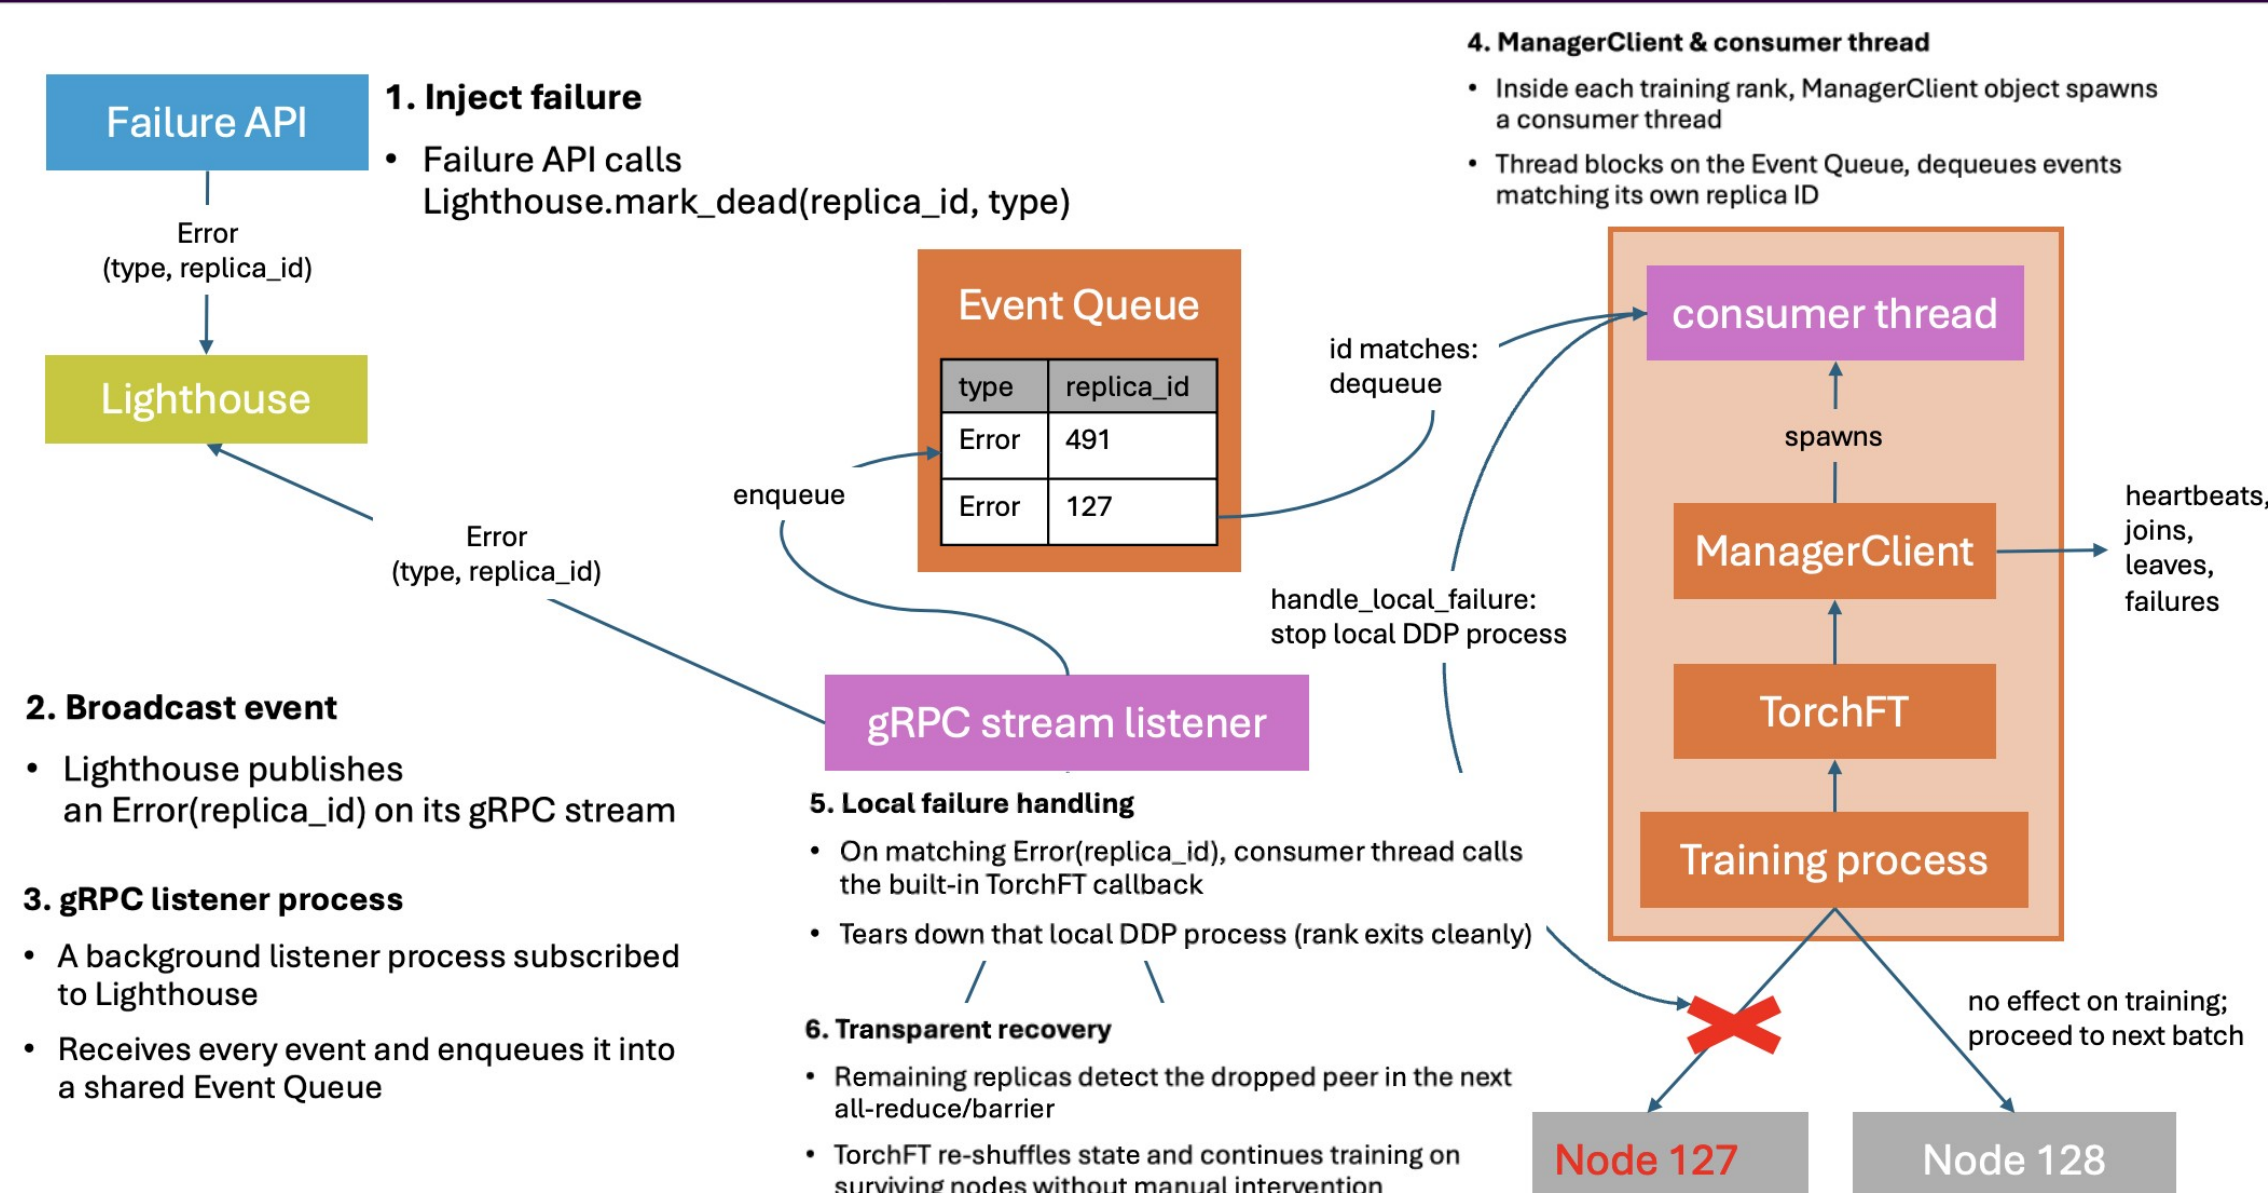 Failure API
Error
(type, replica_id)
Lighthouse
1. Inject failure
• Failure API calls
Lighthouse.mark_dead(replica_id, type)
Error
(type, replica_id)
2. Broadcast event
• Lighthouse publishes
an Error(replica_id) on its gRPC stream
3. gRPC listener process
• A background listener process subscribed
to Lighthouse
• Receives every event and enqueues it into
a shared Event Queue
enqueue
Event Queue
type replica_id
Error 491
Error 127
gRPC stream listener
id matches:
dequeue
handle_local_failure:
stop local DDP process
4. ManagerClient & consumer thread
• Inside each training rank, ManagerClient object spawns
a consumer thread
• Thread blocks on the Event Queue, dequeues events
matching its own replica ID
consumer thread
spawns
ManagerClient
heartbeats,
joins,
leaves,
failures
TorchFT
Training process
5. Local failure handling
• On matching Error(replica_id), consumer thread calls
the built-in TorchFT callback
• Tears down that local DDP process (rank exits cleanly)
6. Transparent recovery
• Remaining replicas detect the dropped peer in the next
all-reduce/barrier
• TorchFT re-shuffles state and continues training on
surviving nodes without manual intervention
no effect on training;
proceed to next batch
Node 127
Node 128